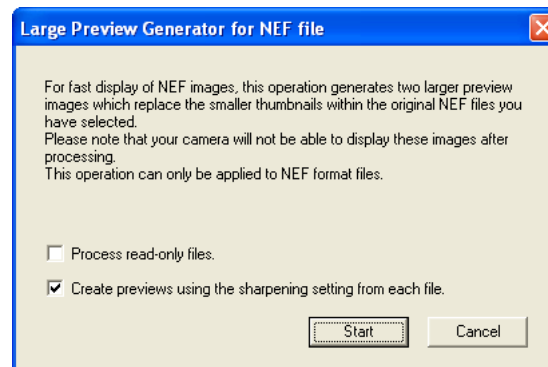 Large Preview Generator for NEF file
For fast display of NEF images, this operation generates two larger preview
images which replace the smaller thumbnails within the original NEF files you
have selected.
Please note that your camera will not be able to display these images after
processing.
This operation can only be applied to NEF format files.
Process read-only files.
Create previews using the sharpening setting from each file.
Start Cancel